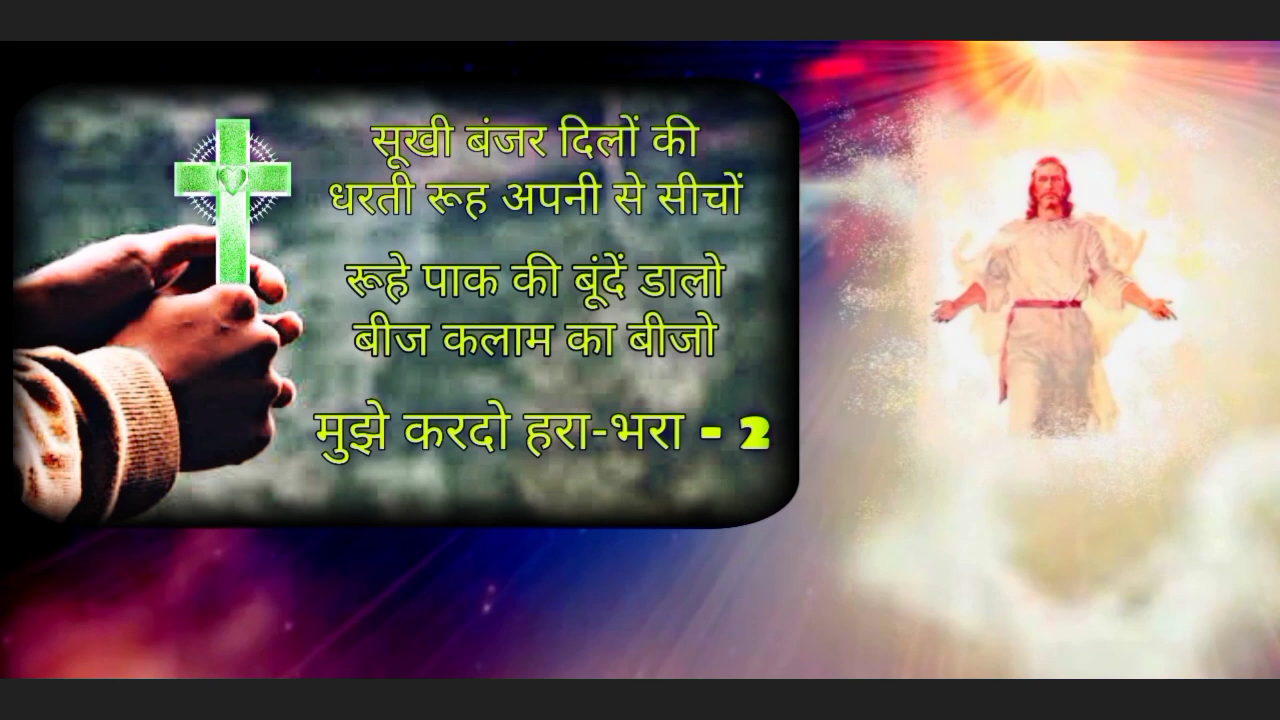 सूखी बंजर दिलों की
धरती रूह अपनी से सीचों
रूहे पाक की बूंदें डालो
बीज कलाम का बीजो
मुझे करदो हरा-भरा - 2